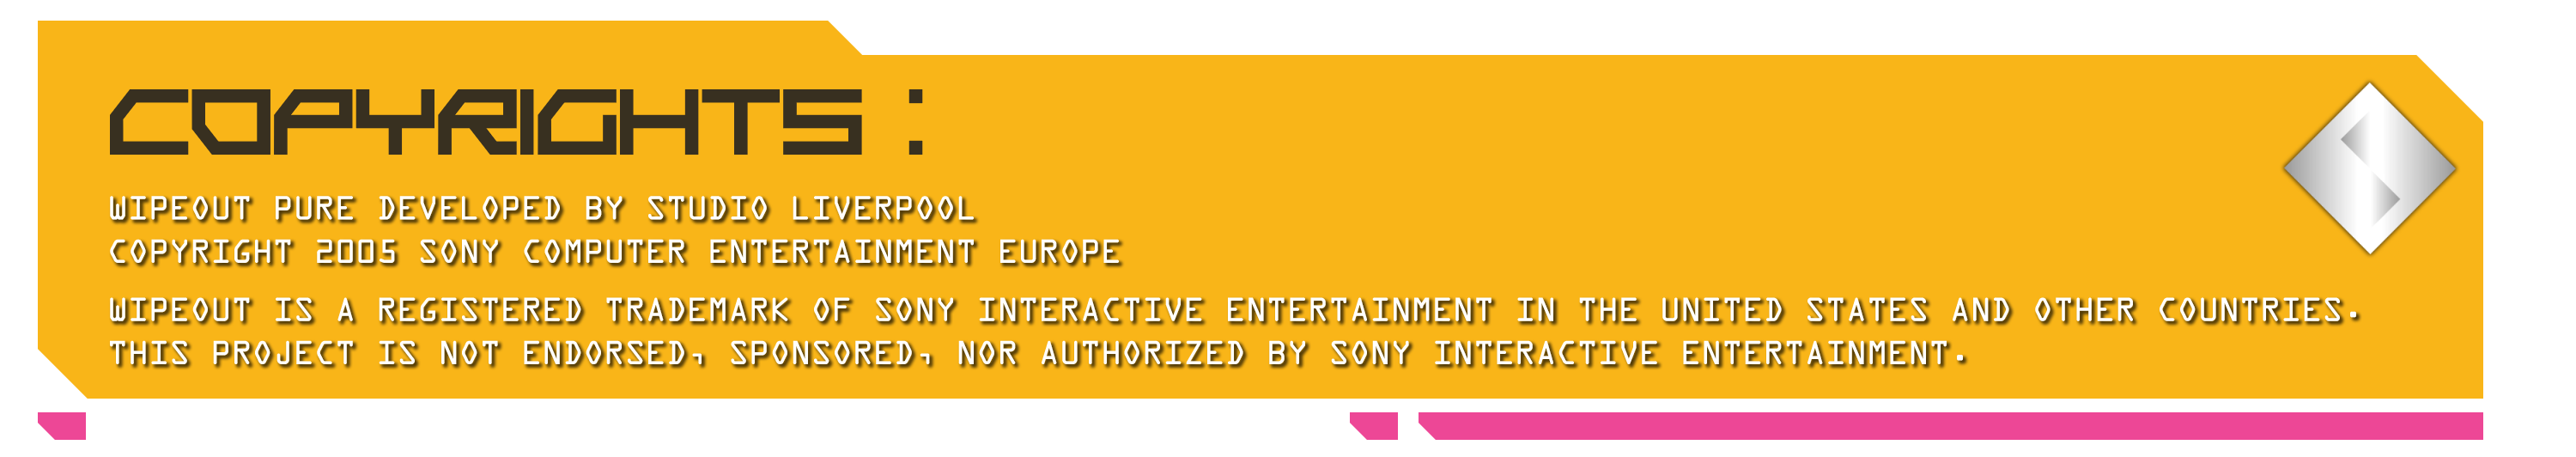 COPYRIGHTS :
WIPEOUT PURE DEVELOPED BY STUDIO LIVERPOOL
COPYRIGHT 2005 SONY COMPUTER ENTERTAINMENT EUROPE
WIPEOUT IS A REGISTERED TRADEMARK OF SONY INTERACTIVE ENTERTAINMENT IN THE UNITED STATES AND OTHER COUNTRIES.
THIS PROJECT IS NOT ENDORSED, SPONSORED, NOR AUTHORIZED BY SONY INTERACTIVE ENTERTAINMENT.